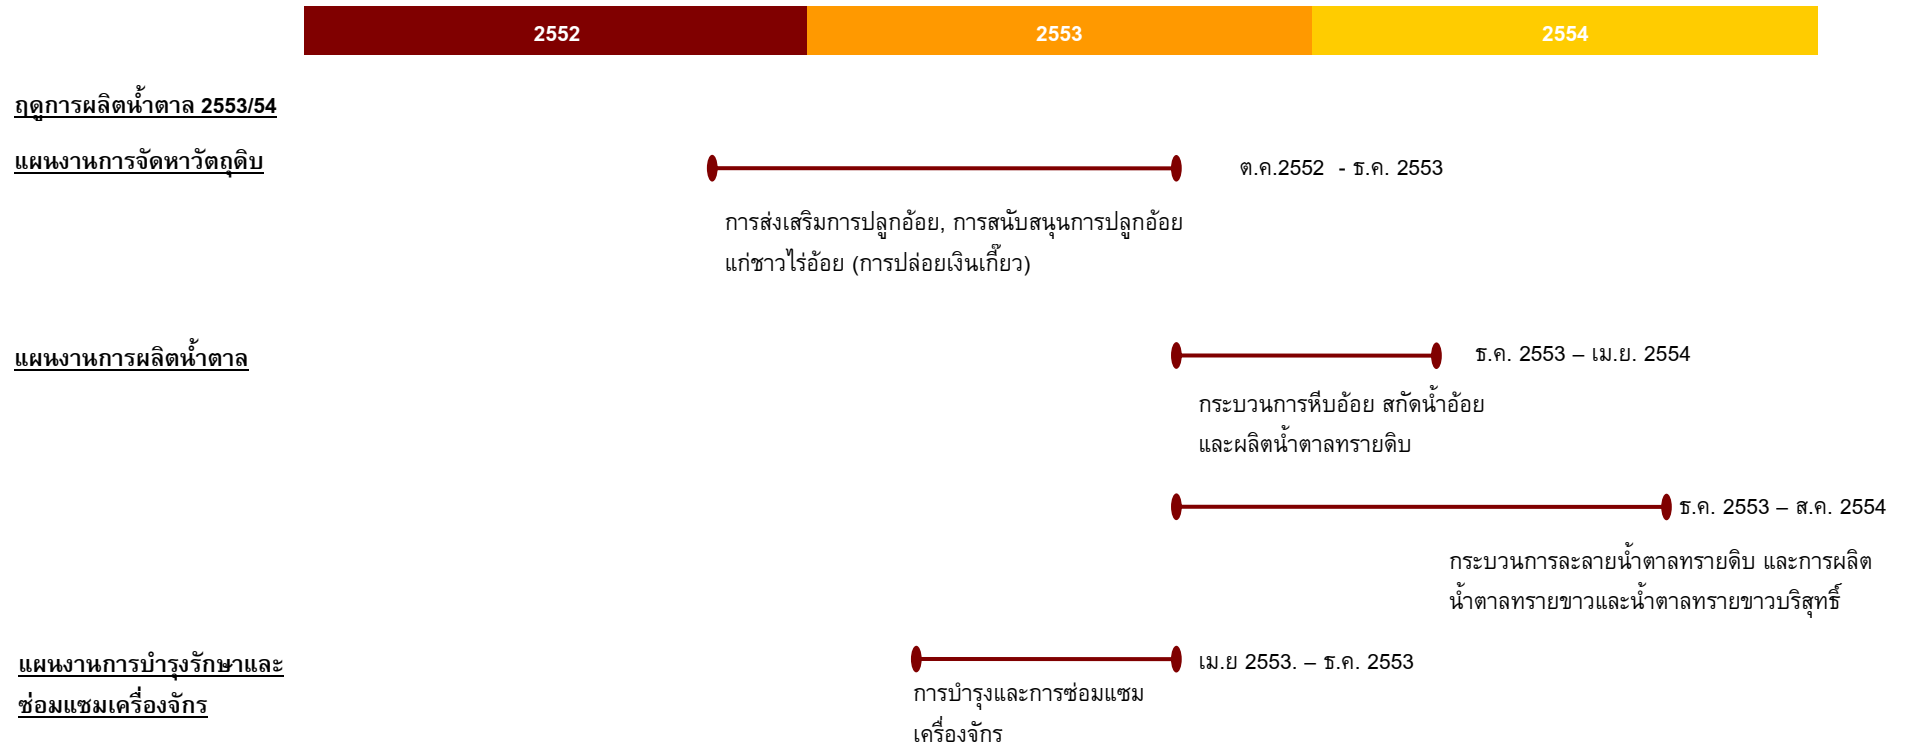 2552 2553 2554
ฤดูการผลิตน้ำตาล 2553/54
แผนงานการจัดหาวัตถุดิบ
ต.ค.2552 - ธ.ค. 2553
การส่งเสริมการปลูกอ้อย, การสนับสนุนการปลูกอ้อย
แก่ชาวไร่อ้อย (การปล่อยเงินเกี๊ยว)
แผนงานการผลิตน้ำตาล
ธ.ค. 2553 – เม.ย. 2554
กระบวนการหีบอ้อย สกัดน้ำอ้อย
และผลิตน้ำตาลทรายดิบ
ธ.ค. 2553 – ส.ค. 2554
กระบวนการละลายน้ำตาลทรายดิบ และการผลิต
น้ำตาลทรายขาวและน้ำตาลทรายขาวบริสุทธิ์
แผนงานการบำรุงรักษาและ
ซ่อมแซมเครื่องจักร
เม.ย 2553. – ธ.ค. 2553
การบำรุงและการซ่อมแซม
เครื่องจักร